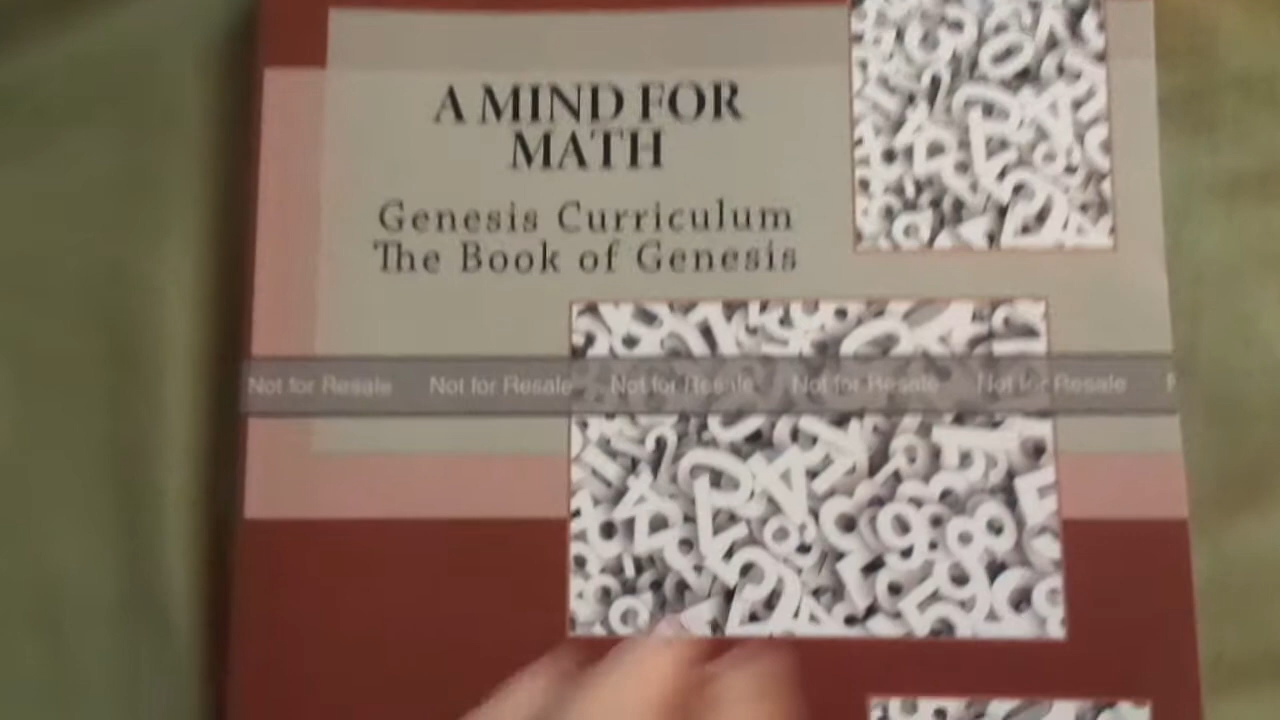 A MIND FOR
MATH
Genesis Curriculum
The Book of Genesis
Not for Resale Not for Resale Not for Resale Not for Resale Not for Resale